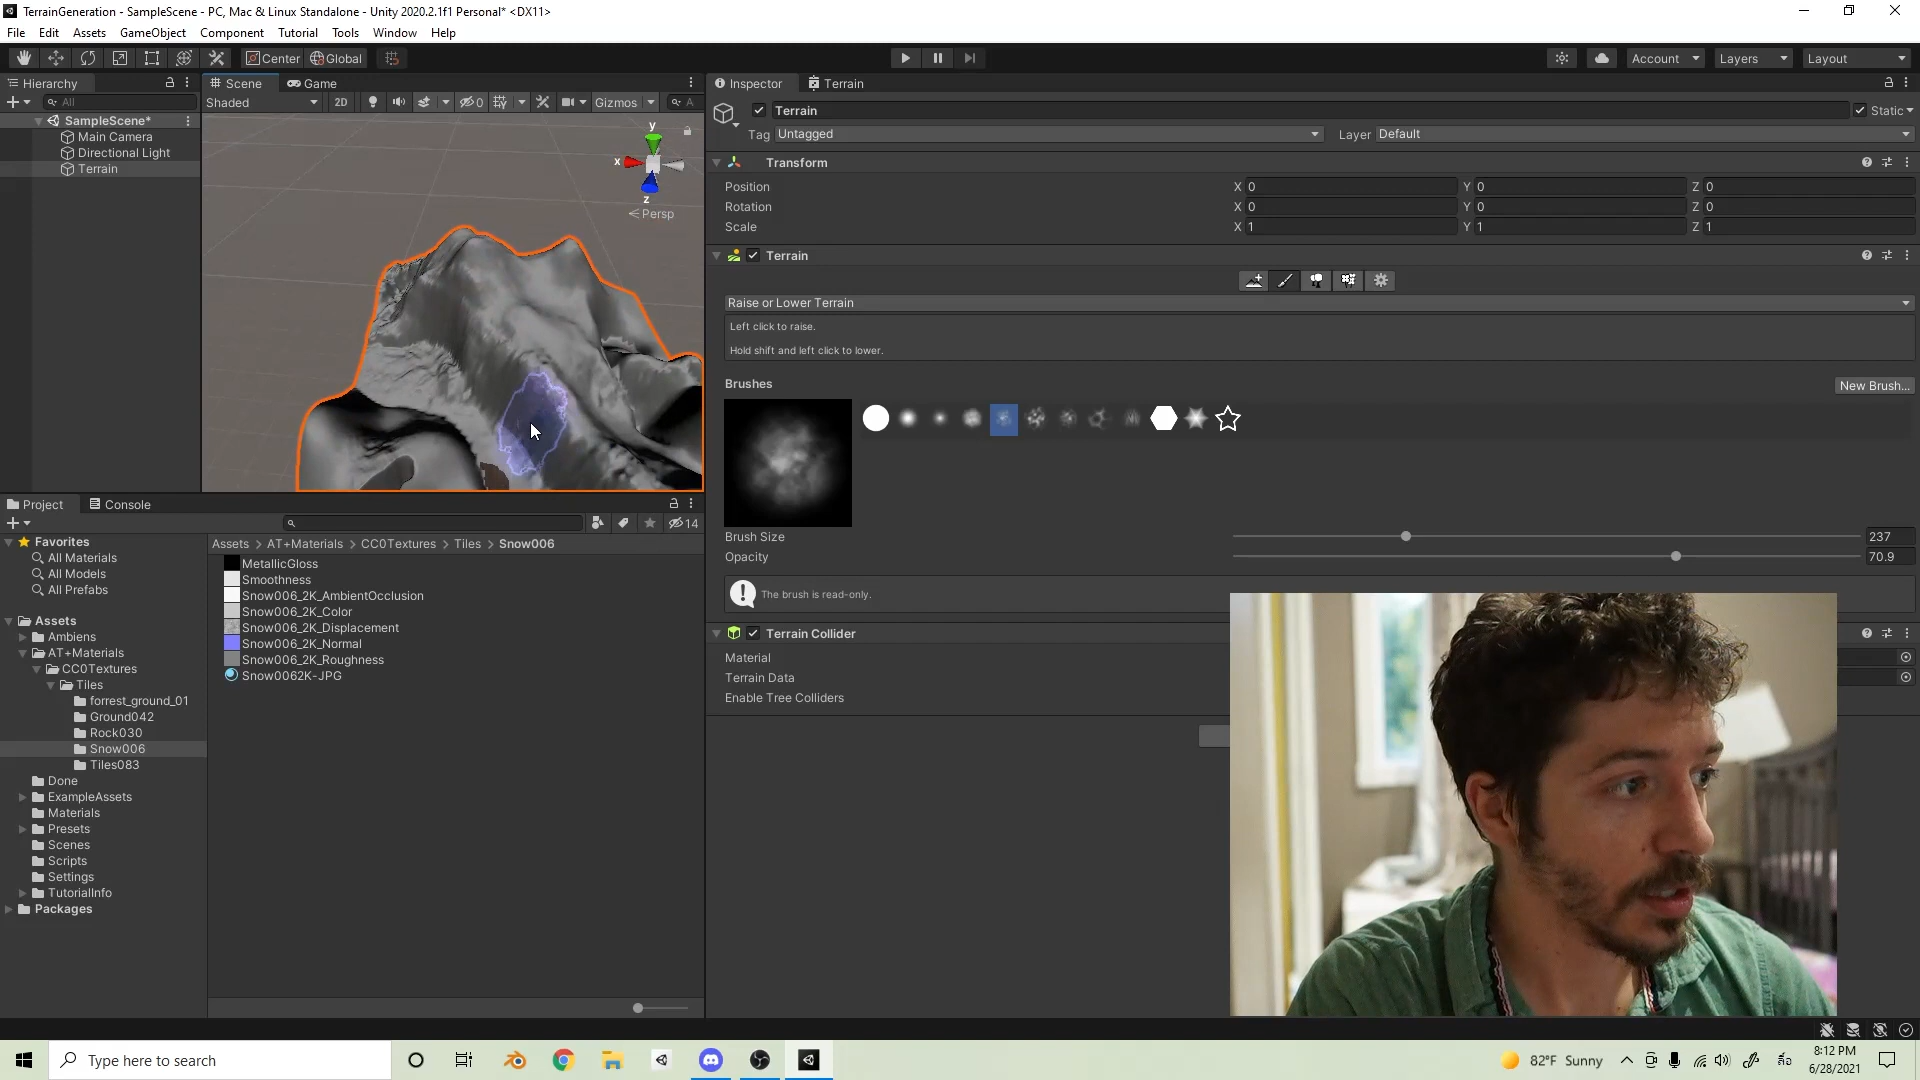 TerrainGeneration - SampleScene - PC, Mac & Linux Standalone - Unity 2020.2.1f1 Personal* <DX11>
File Edit Assets GameObject Component Tutorial Tools Window Help
Center Global Account Layers Layout
Hierarchy
All
SampleScene*
Main Camera
Directional Light
Terrain
Scene Game
Shaded 2D 0 Gizmos A
y
x
z
Persp
Inspector Terrain
Terrain Static
Tag Untagged Layer Default
Transform
Position X 0 Y 0 Z 0
Rotation X 0 Y 0 Z 0
Scale X 1 Y 1 Z 1
Terrain
Raise or Lower Terrain
Left click to raise.
Hold shift and left click to lower.
Brushes
New Brush...
Brush Size 237
Opacity 70.9
The brush is read-only.
Terrain Collider
Material
Terrain Data
Enable Tree Colliders
Project Console
14
Favorites
All Materials
All Models
All Prefabs
Assets
Ambiens
AT+Materials
CC0Textures
Tiles
forrest_ground_01
Ground042
Rock030
Snow006
Tiles083
Done
ExampleAssets
Materials
Presets
Scenes
Scripts
Settings
TutorialInfo
Packages
Assets > AT+Materials > CC0Textures > Tiles > Snow006
MetallicGloss
Smoothness
Snow006_2K_AmbientOcclusion
Snow006_2K_Color
Snow006_2K_Displacement
Snow006_2K_Normal
Snow006_2K_Roughness
Snow0062K-JPG
Type here to search
82°F Sunny
8:12 PM
6/28/2021